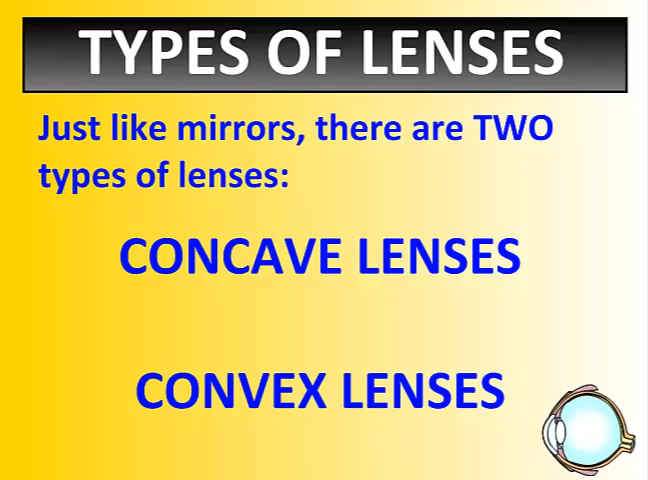 TYPES OF LENSES
Just like mirrors, there are TWO
types of lenses:
CONCAVE LENSES
CONVEX LENSES